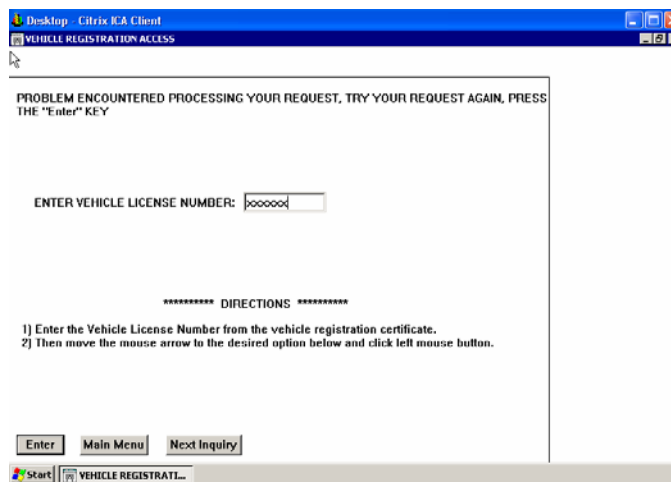 Desktop - Citrix ICA Client
VEHICLE REGISTRATION ACCESS
PROBLEM ENCOUNTERED PROCESSING YOUR REQUEST, TRY YOUR REQUEST AGAIN, PRESS
THE "Enter" KEY
ENTER VEHICLE LICENSE NUMBER: xxxxxx
********** DIRECTIONS **********
1) Enter the Vehicle License Number from the vehicle registration certificate.
2) Then move the mouse arrow to the desired option below and click left mouse button.
Enter Main Menu Next Inquiry
Start VEHICLE REGISTRATI...